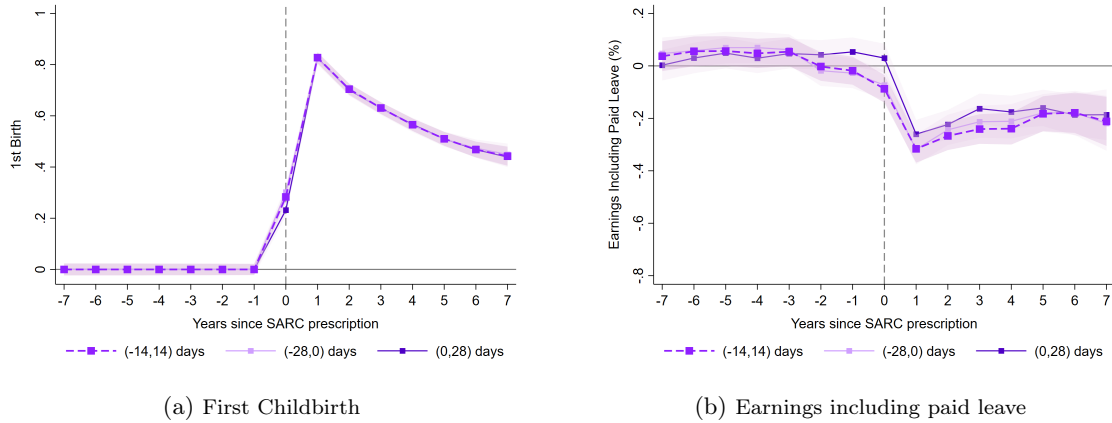 1st Birth
1
.8
.6
.4
.2
0
-7 -6 -5 -4 -3 -2 -1 0 1 2 3 4 5 6 7
Years since SARC prescription
(-14,14) days (-28,0) days (0,28) days
(a) First Childbirth
Earnings Including Paid Leave (%)
.2
0
-.2
-.4
-.6
-.8
-7 -6 -5 -4 -3 -2 -1 0 1 2 3 4 5 6 7
Years since SARC prescription
(-14,14) days (-28,0) days (0,28) days
(b) Earnings including paid leave